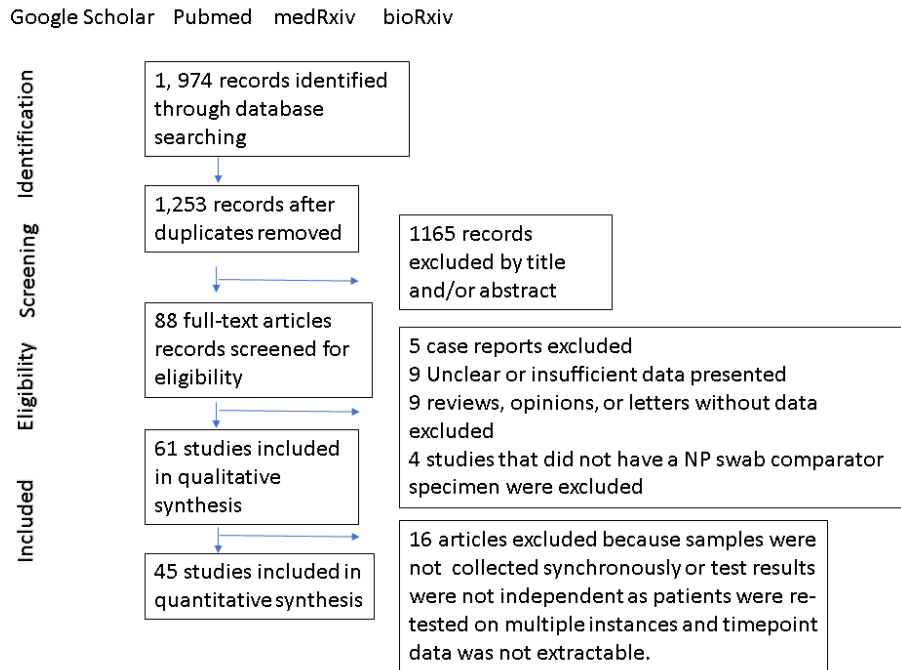 Google Scholar Pubmed medRxiv bioRxiv
Identification
1, 974 records identified
through database
searching
1,253 records after
duplicates removed
Screening
1165 records
excluded by title
and/or abstract
88 full-text articles
records screened for
eligibility
Eligibility
5 case reports excluded
9 Unclear or insufficient data presented
9 reviews, opinions, or letters without data
excluded
4 studies that did not have a NP swab comparator
specimen were excluded
61 studies included
in qualitative
synthesis
Included
16 articles excluded because samples were
not collected synchronously or test results
were not independent as patients were re-
tested on multiple instances and timepoint
data was not extractable.
45 studies included in
quantitative synthesis